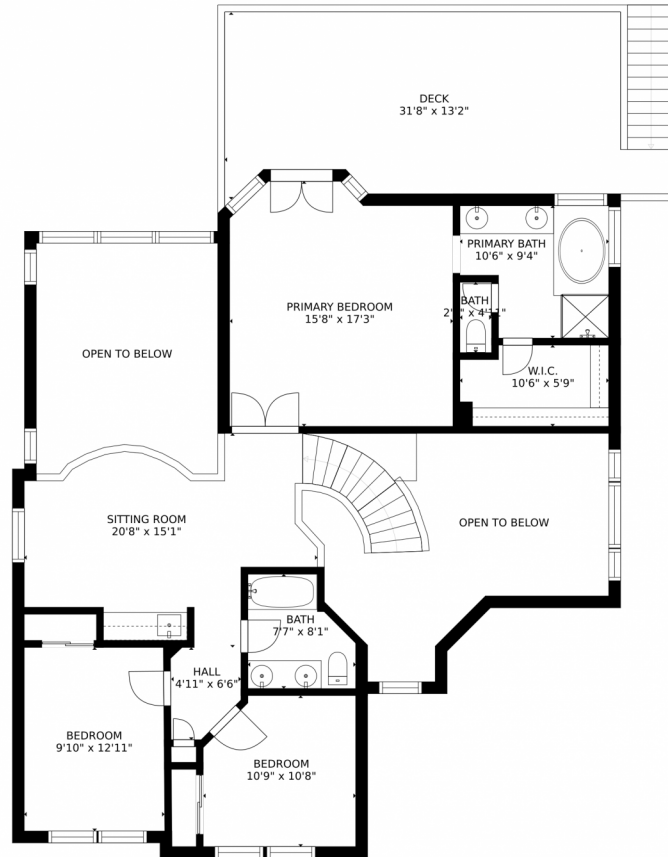 DECK
31'8" x 13'2"
PRIMARY BATH
10'6" x 9'4"
PRIMARY BEDROOM
15'8" x 17'3"
BATH
x 4'11"
OPEN TO BELOW
W.I.C.
10'6" x 5'9"
SITTING ROOM
20'8" x 15'1"
OPEN TO BELOW
BATH
7'7" x 8'1"
HALL
4'11" x 6'6"
BEDROOM
9'10" x 12'11"
BEDROOM
10'9" x 10'8"